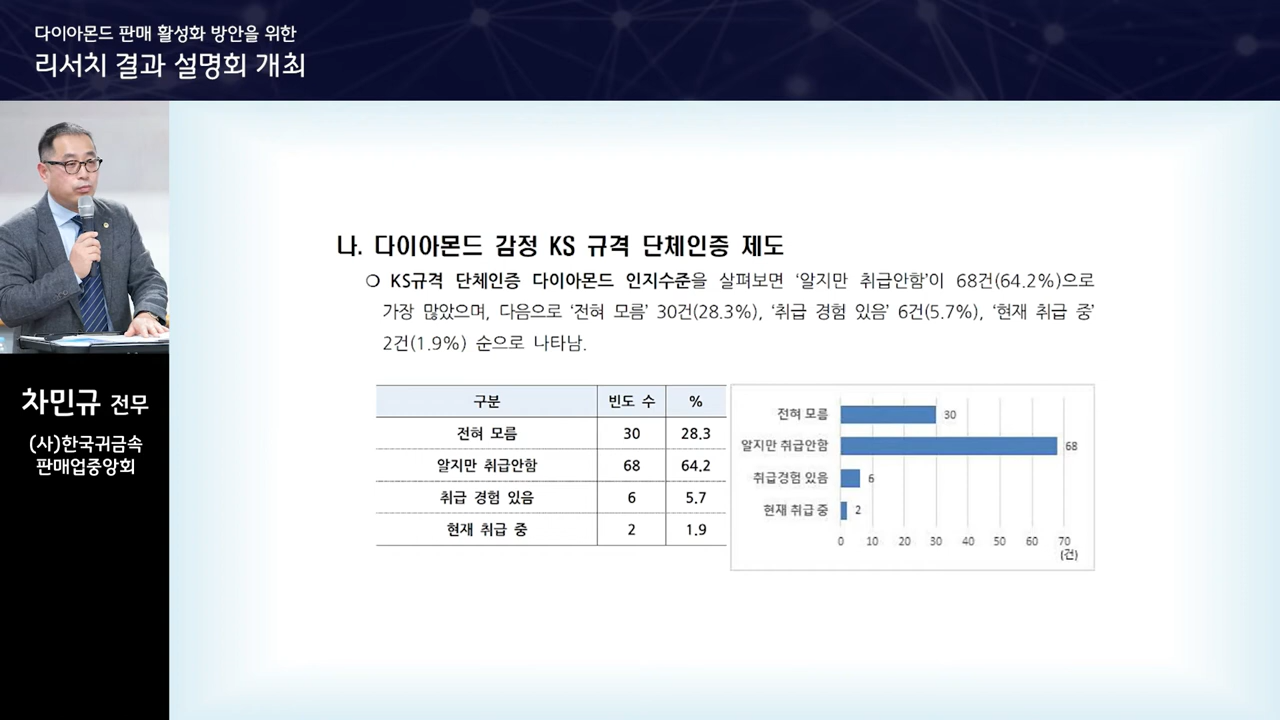 다이아몬드 판매 활성화 방안을 위한
리서치 결과 설명회 개최
차민규 전무
(사)한국귀금속
판매업중앙회
나. 다이아몬드 감정 KS 규격 단체인증 제도
❍ KS규격 단체인증 다이아몬드 인지수준을 살펴보면 ‘알지만 취급안함’이 68건(64.2%)으로
가장 많았으며, 다음으로 ‘전혀 모름’ 30건(28.3%), ‘취급 경험 있음’ 6건(5.7%), ‘현재 취급 중’
2건(1.9%) 순으로 나타남.
구분 빈도 수 %
전혀 모름 30 28.3
알지만 취급안함 68 64.2
취급 경험 있음 6 5.7
현재 취급 중 2 1.9
전혀 모름 30
알지만 취급안함 68
취급경험 있음 6
현재 취급 중 2
0 10 20 30 40 50 60 70
(건)